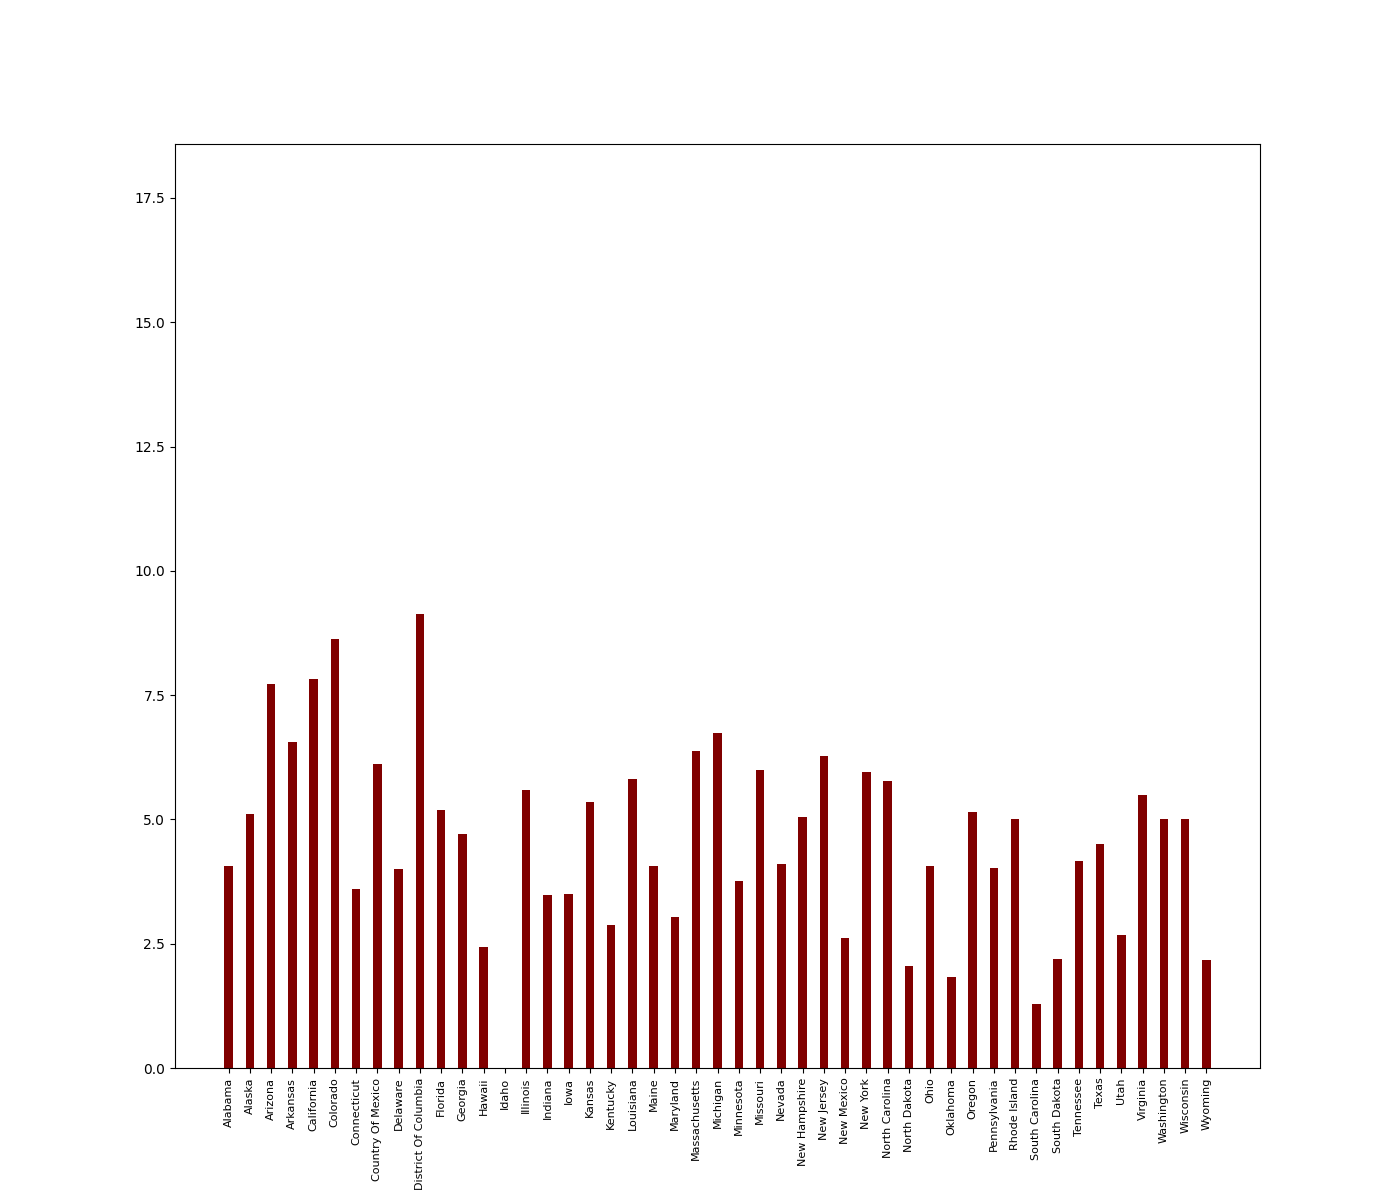 17.5
15.0
12.5
10.0
7.5
5.0
2.5
0.0
Alabama
Alaska
Arizona
Arkansas
California
Colorado
Connecticut
Country Of Mexico
Delaware
District Of Columbia
Florida
Georgia
Hawaii
Idaho
Illinois
Indiana
Iowa
Kansas
Kentucky
Louisiana
Maine
Maryland
Massachusetts
Michigan
Minnesota
Missouri
Nevada
New Hampshire
New Jersey
New Mexico
New York
North Carolina
North Dakota
Ohio
Oklahoma
Oregon
Pennsylvania
Rhode Island
South Carolina
South Dakota
Tennessee
Texas
Utah
Virginia
Washington
Wisconsin
Wyoming